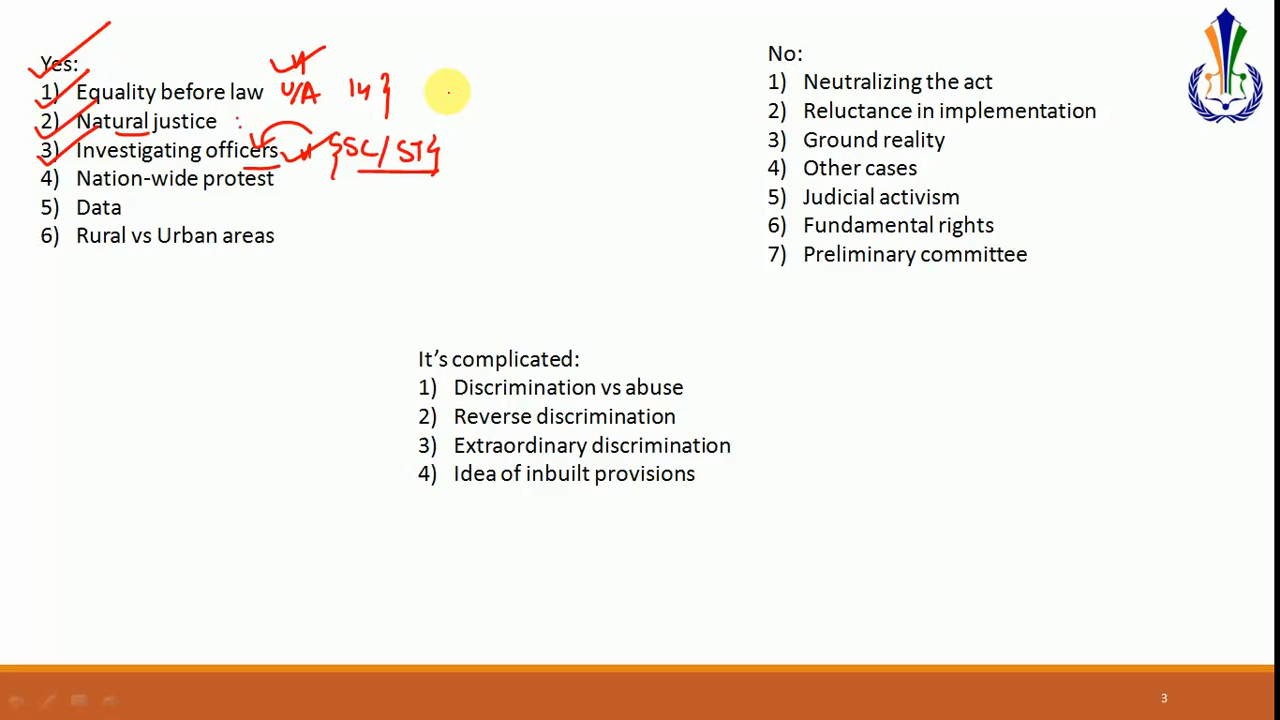 Yes:
1) Equality before law U/A 14 }
2) Natural justice :
3) Investigating officers {SC/ST}
4) Nation-wide protest
5) Data
6) Rural vs Urban areas
No:
1) Neutralizing the act
2) Reluctance in implementation
3) Ground reality
4) Other cases
5) Judicial activism
6) Fundamental rights
7) Preliminary committee
It's complicated:
1) Discrimination vs abuse
2) Reverse discrimination
3) Extraordinary discrimination
4) Idea of inbuilt provisions
3